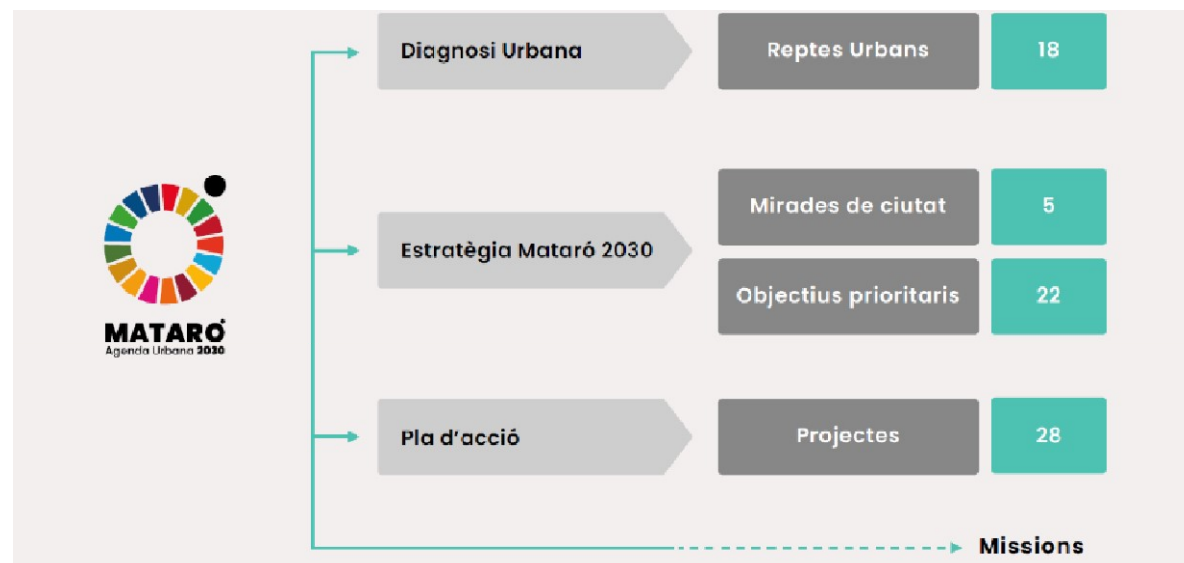 Diagnosi Urbana
Reptes Urbans
18
Mirades de ciutat
5
Estratègia Mataró 2030
Objectius prioritaris
22
MATARÓ
Agenda Urbana 2030
Pla d'acció
Projectes
28
Missions